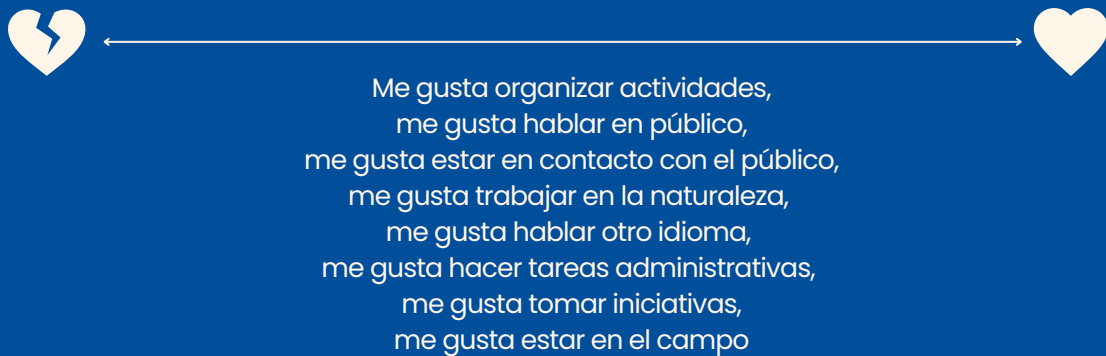 Me gusta organizar actividades,
me gusta hablar en público,
me gusta estar en contacto con el público,
me gusta trabajar en la naturaleza,
me gusta hablar otro idioma,
me gusta hacer tareas administrativas,
me gusta tomar iniciativas,
me gusta estar en el campo